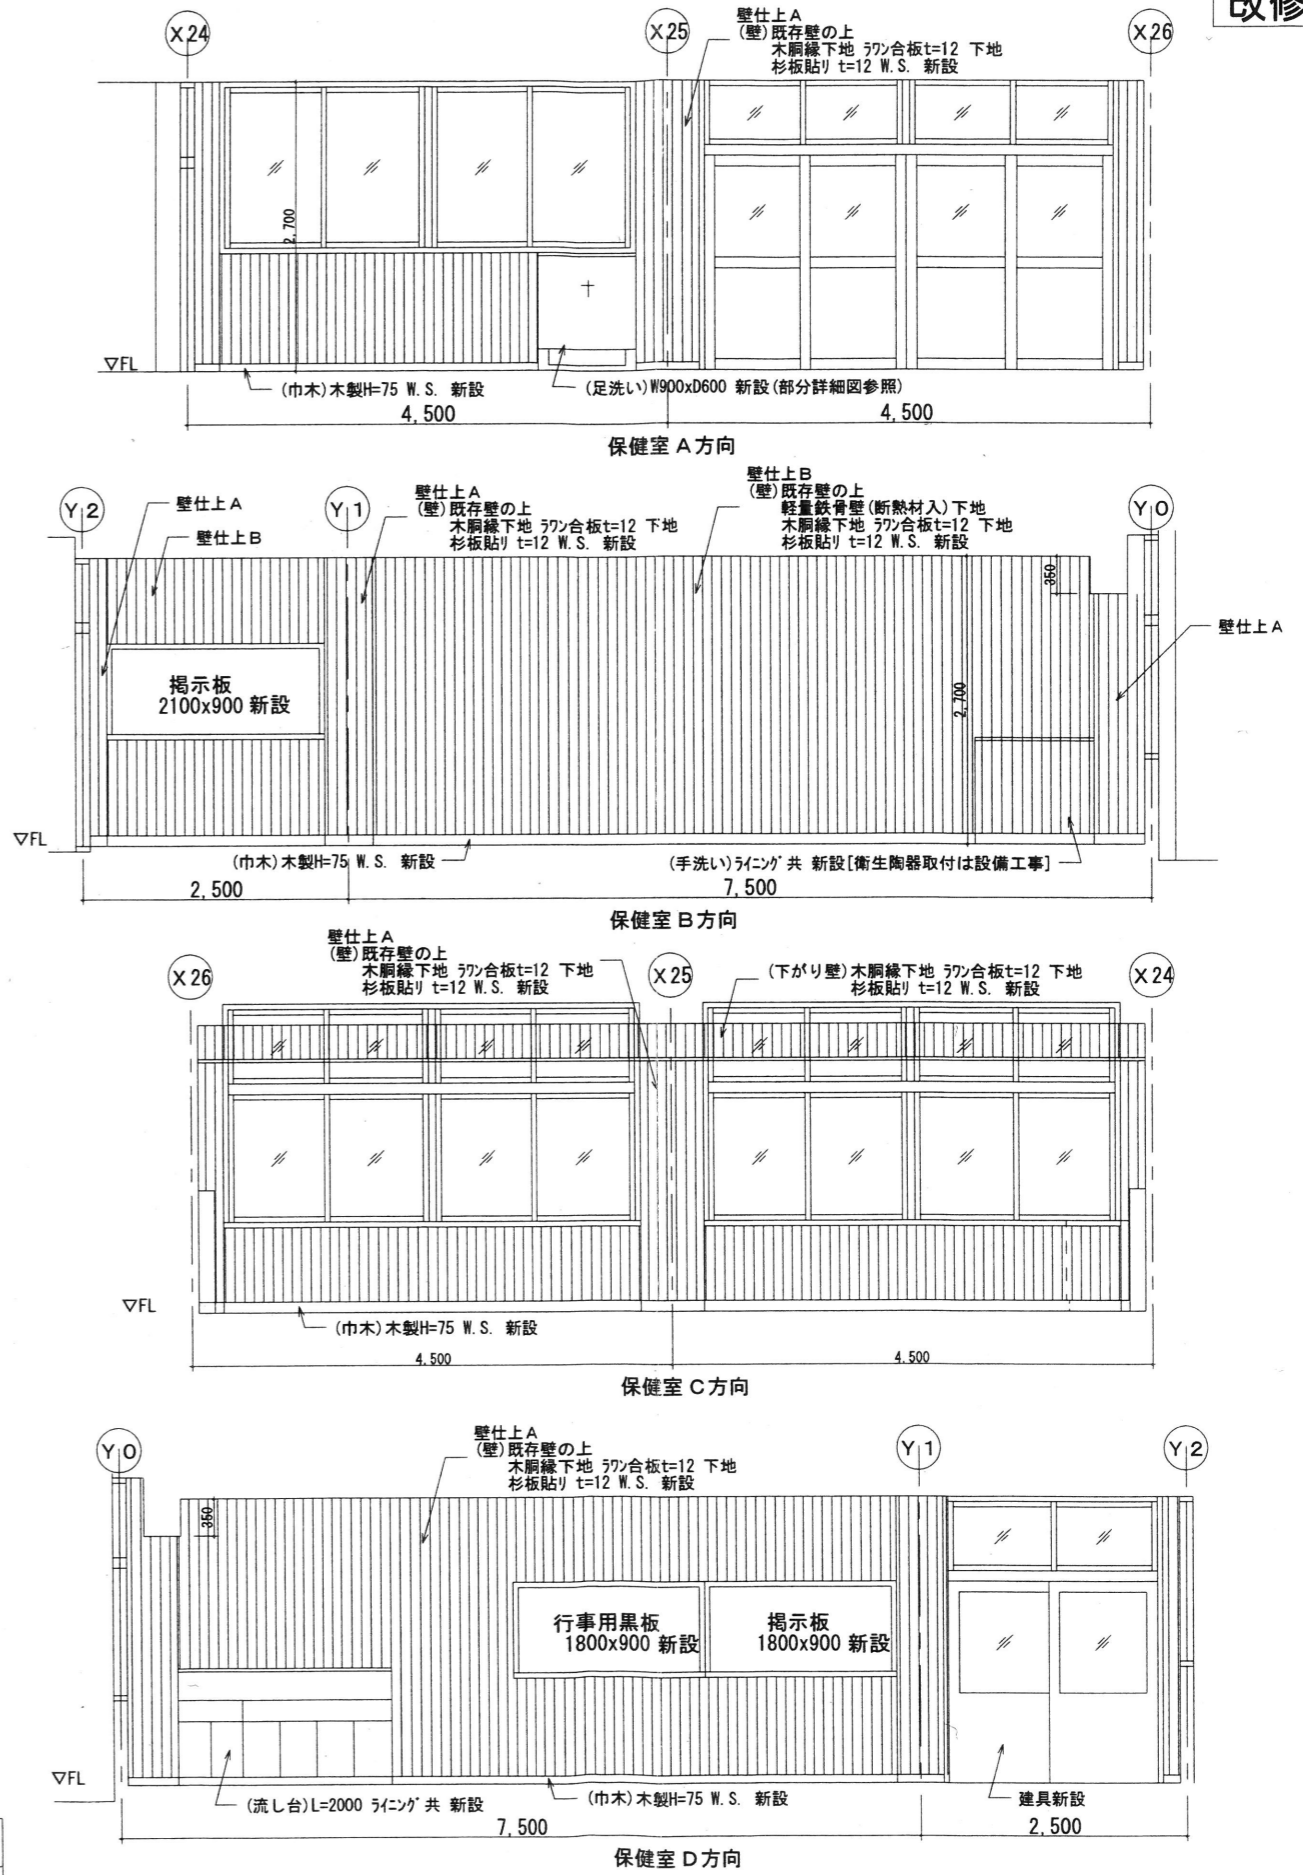 改修
X24
X25
X26
壁仕上A
(壁)既存壁の上
木胴縁下地 ﾗﾜﾝ合板t=12 下地
杉板貼り t=12 W.S. 新設
2,700
▽FL
(巾木)木製H=75 W.S. 新設
(足洗い)W900xD600 新設(部分詳細図参照)
4,500
4,500
保健室 A方向
Y2
Y1
Y0
壁仕上A
壁仕上B
壁仕上A
(壁)既存壁の上
木胴縁下地 ﾗﾜﾝ合板t=12 下地
杉板貼り t=12 W.S. 新設
壁仕上B
(壁)既存壁の上
軽量鉄骨壁(断熱材入)下地
木胴縁下地 ﾗﾜﾝ合板t=12 下地
杉板貼り t=12 W.S. 新設
350
壁仕上A
掲示板
2100x900 新設
2,700
▽FL
(巾木)木製H=75 W.S. 新設
(手洗い)ﾗｲﾆﾝｸﾞ共 新設[衛生陶器取付は設備工事]
2,500
7,500
保健室 B方向
X26
X25
X24
壁仕上A
(壁)既存壁の上
木胴縁下地 ﾗﾜﾝ合板t=12 下地
杉板貼り t=12 W.S. 新設
(下がり壁)木胴縁下地 ﾗﾜﾝ合板t=12 下地
杉板貼り t=12 W.S. 新設
▽FL
(巾木)木製H=75 W.S. 新設
4,500
4,500
保健室 C方向
Y0
Y1
Y2
壁仕上A
(壁)既存壁の上
木胴縁下地 ﾗﾜﾝ合板t=12 下地
杉板貼り t=12 W.S. 新設
350
行事用黒板
1800x900 新設
掲示板
1800x900 新設
▽FL
(流し台)L=2000 ﾗｲﾆﾝｸﾞ共 新設
(巾木)木製H=75 W.S. 新設
建具新設
7,500
2,500
保健室 D方向